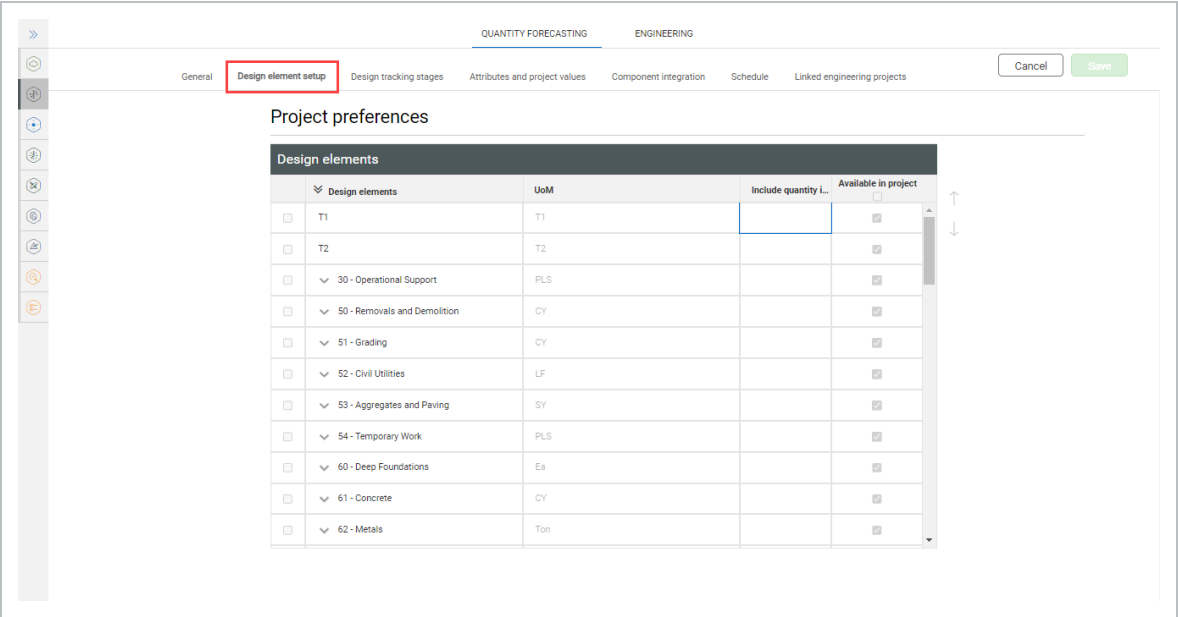 QUANTITY FORECASTING ENGINEERING
General Design element setup Design tracking stages Attributes and project values Component integration Schedule Linked engineering projects Cancel Save
Project preferences
Design elements
Design elements UoM Include quantity i... Available in project
T1 T1
T2 T2
30 - Operational Support PLS
50 - Removals and Demolition CY
51 - Grading CY
52 - Civil Utilities LF
53 - Aggregates and Paving SY
54 - Temporary Work PLS
60 - Deep Foundations Ea
61 - Concrete CY
62 - Metals Ton